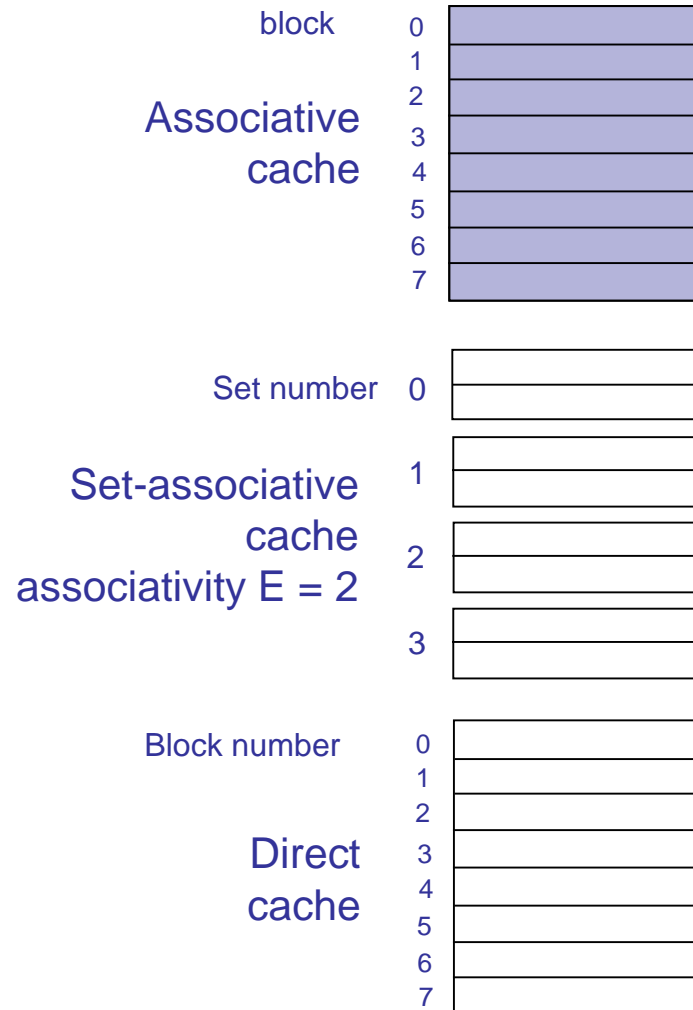 block
0
1
2
Associative
3
cache
4
5
6
7
Set number 0
1
Set-associative
cache
2
associativity E = 2
3
Block number
0
1
2
Direct
3
cache
4
5
6
7